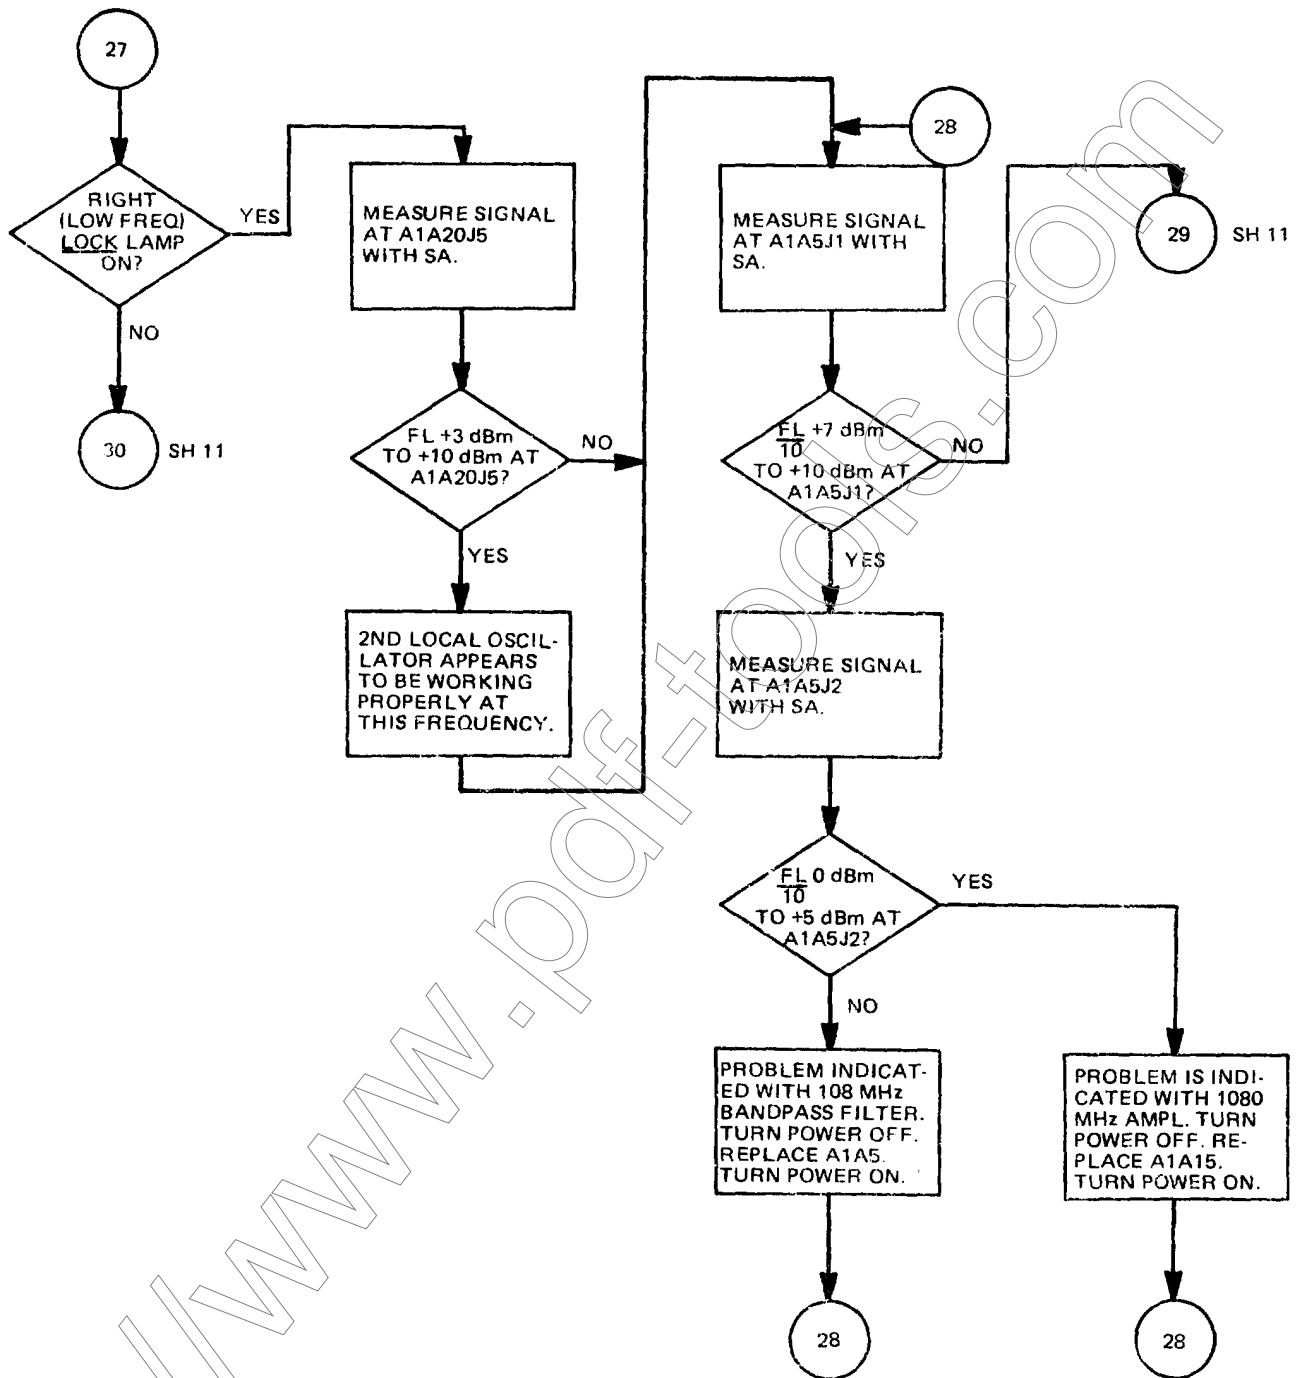 27
RIGHT
(LOW FREQ)
LOCK LAMP
ON?
YES
NO
30
SH 11
MEASURE SIGNAL
AT A1A20J5
WITH SA.
FL +3 dBm
TO +10 dBm AT
A1A20J5?
NO
YES
2ND LOCAL OSCIL-
LATOR APPEARS
TO BE WORKING
PROPERLY AT
THIS FREQUENCY.
28
MEASURE SIGNAL
AT A1A5J1 WITH
SA.
29
SH 11
FL +7 dBm
10
TO +10 dBm AT
A1A5J1?
NO
YES
MEASURE SIGNAL
AT A1A5J2
WITH SA.
FL 0 dBm
10
TO +5 dBm AT
A1A5J2?
YES
NO
PROBLEM INDICAT-
ED WITH 108 MHz
BANDPASS FILTER.
TURN POWER OFF.
REPLACE A1A5.
TURN POWER ON.
PROBLEM IS INDI-
CATED WITH 1080
MHz AMPL. TURN
POWER OFF. RE-
PLACE A1A15.
TURN POWER ON.
28
28
//www.pdf-tools.com